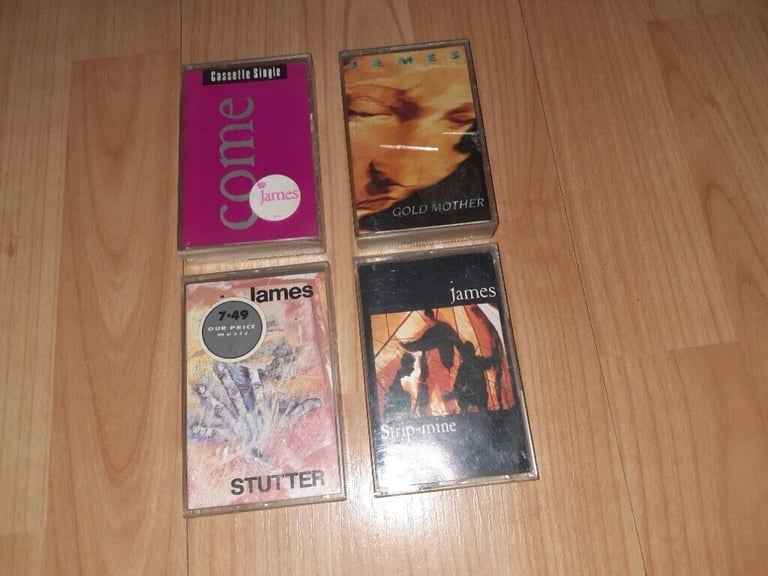 Cassette Single
come
James
JAMES
GOLD MOTHER
James
7·49
OUR PRICE
music
STUTTER
james
Strip-mine